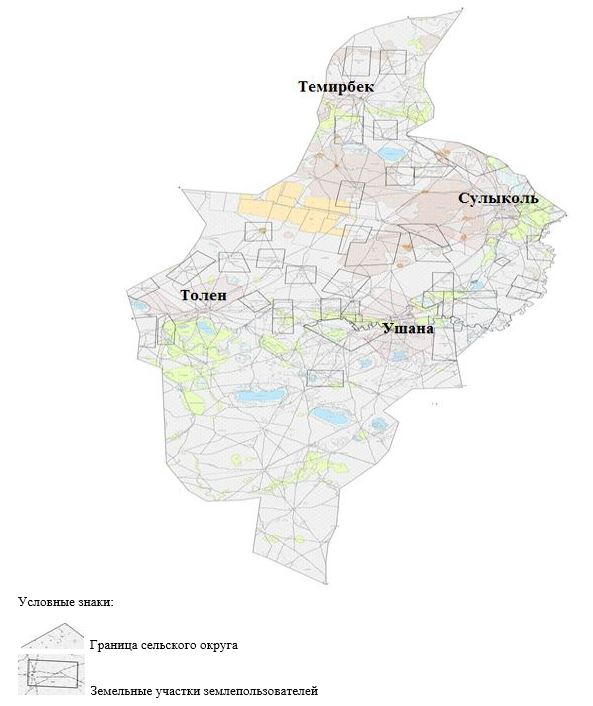 Темирбек
Сулыколь
Толен
Ушана
Условные знаки:
Граница сельского округа
Земельные участки землепользователей